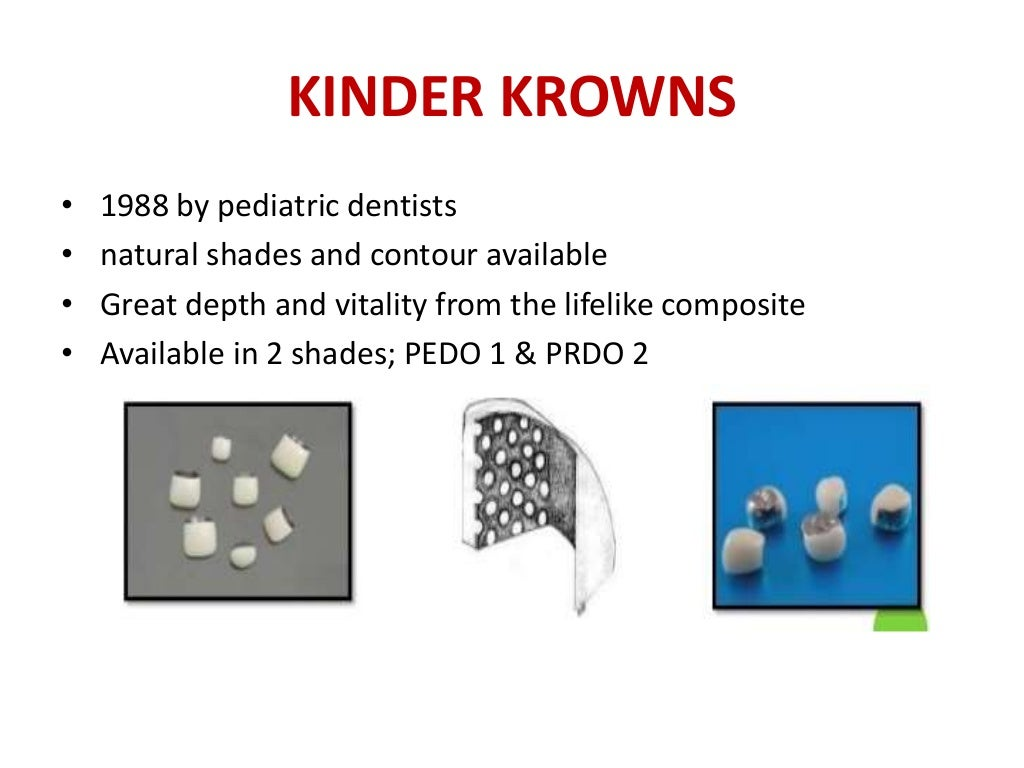 KINDER KROWNS
• 1988 by pediatric dentists
• natural shades and contour available
• Great depth and vitality from the lifelike composite
• Available in 2 shades; PEDO 1 & PRDO 2